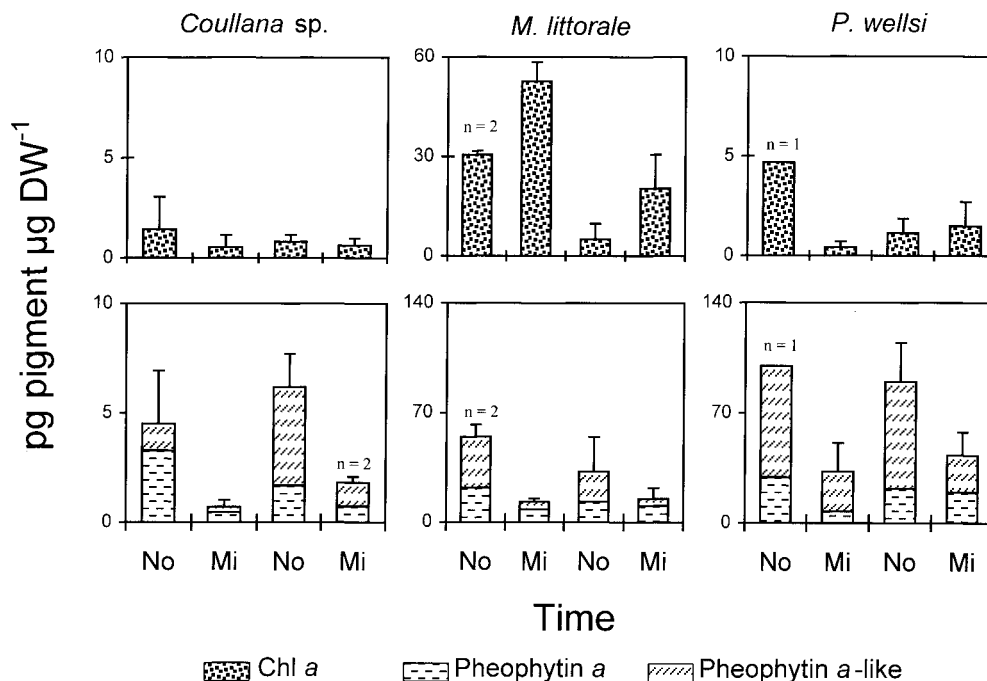 Coullana sp. M. littorale P. wellsi
pg pigment µg DW-1
10
5
0
60
30
0
n = 2
10
5
0
n = 1
10
5
0
n = 2
140
70
0
n = 2
140
70
0
n = 1
No Mi No Mi No Mi No Mi No Mi No Mi
Time
Chl a Pheophytin a Pheophytin a-like